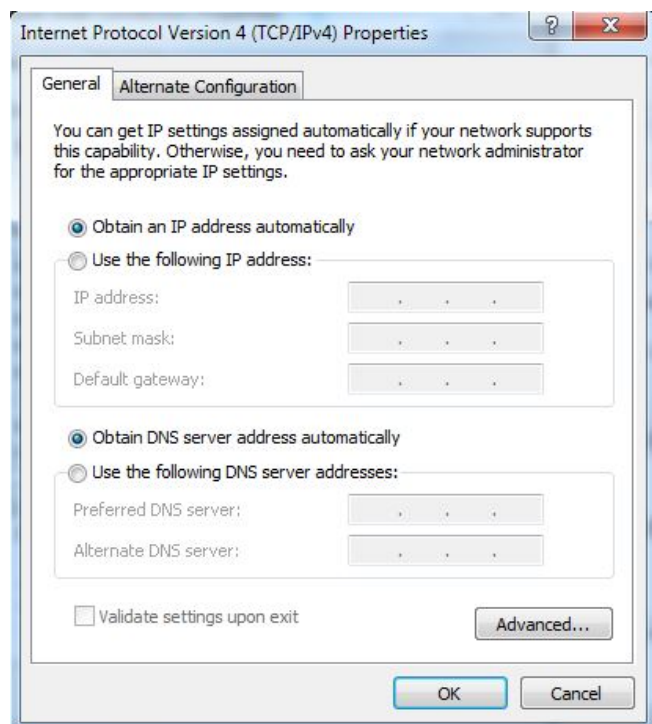 Internet Protocol Version 4 (TCP/IPv4) Properties
?
X
General
Alternate Configuration
You can get IP settings assigned automatically if your network supports
this capability. Otherwise, you need to ask your network administrator
for the appropriate IP settings.
Obtain an IP address automatically
Use the following IP address:
IP address:
. . .
Subnet mask:
. . .
Default gateway:
. . .
Obtain DNS server address automatically
Use the following DNS server addresses:
Preferred DNS server:
. . .
Alternate DNS server:
. . .
Validate settings upon exit
Advanced...
OK
Cancel